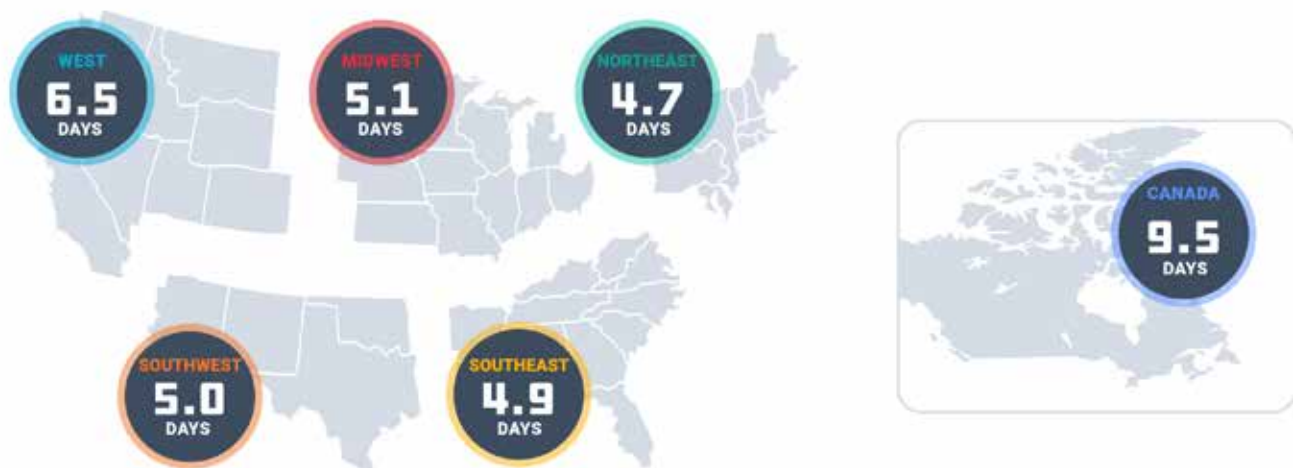 WEST
6.5
DAYS
MIDWEST
5.1
DAYS
NORTHEAST
4.7
DAYS
CANADA
9.5
DAYS
SOUTHWEST
5.0
DAYS
SOUTHEAST
4.9
DAYS